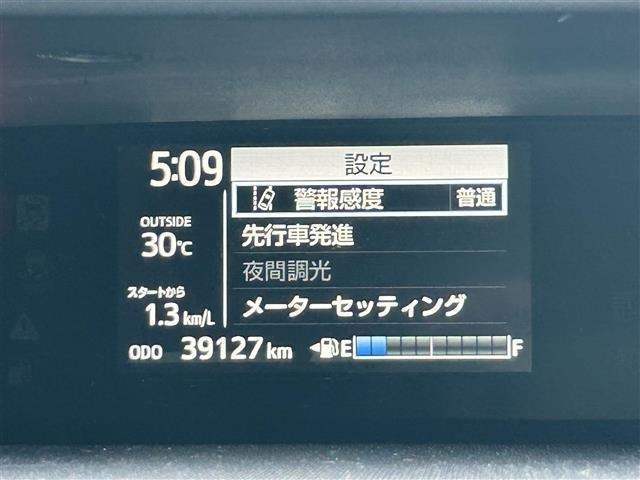 5:09
設定
警報感度 普通
OUTSIDE
30℃
先行車発進
夜間調光
スタートから
1.3 km/L
メーターセッティング
ODO 39127 km
E F